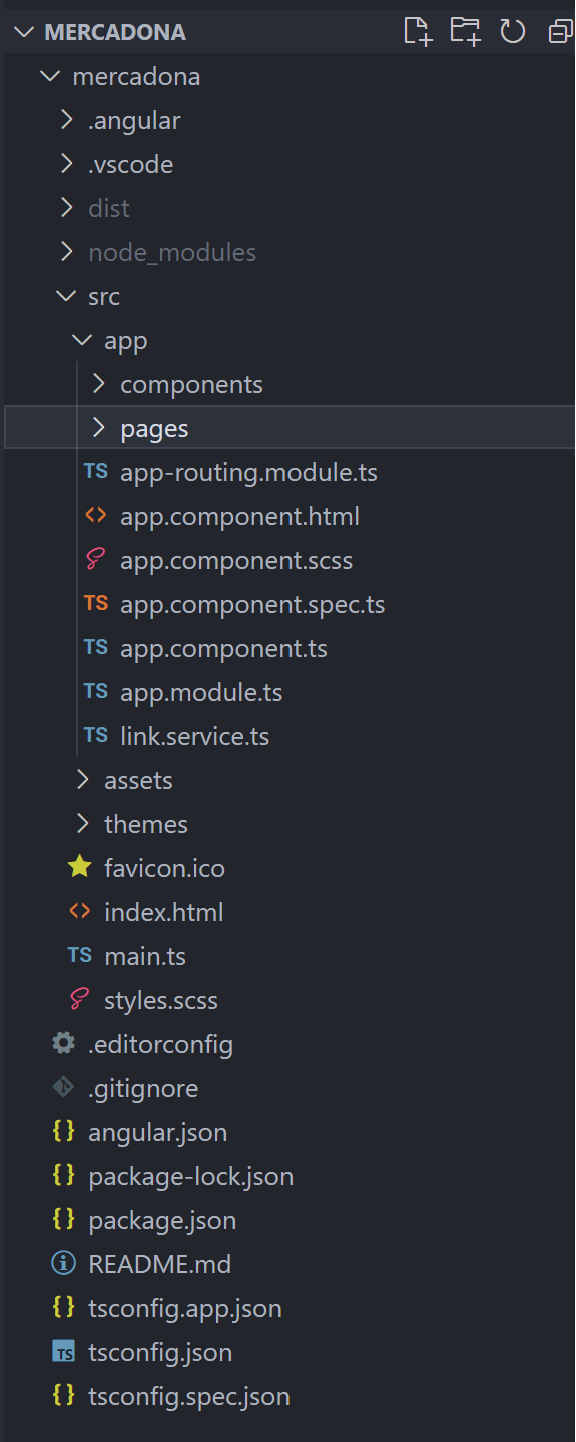 MERCADONA
mercadona
.angular
.vscode
dist
node_modules
src
app
components
pages
TS app-routing.module.ts
<> app.component.html
app.component.scss
TS app.component.spec.ts
TS app.component.ts
TS app.module.ts
TS link.service.ts
assets
themes
favicon.ico
<> index.html
TS main.ts
styles.scss
.editorconfig
.gitignore
{ } angular.json
{ } package-lock.json
{ } package.json
README.md
{ } tsconfig.app.json
TS tsconfig.json
{ } tsconfig.spec.json